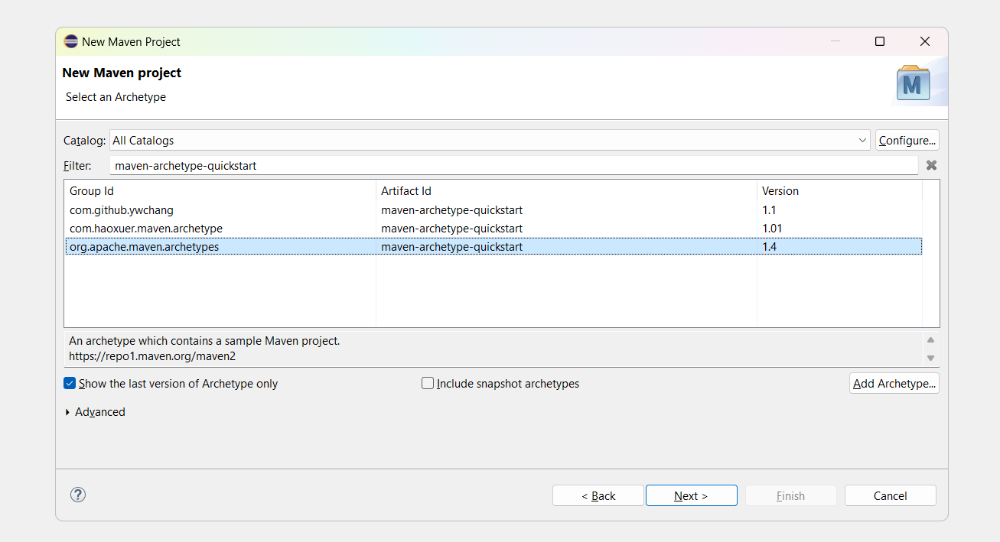 New Maven Project
New Maven project
Select an Archetype
M
Catalog: All Catalogs Configure...
Filter: maven-archetype-quickstart
Group Id Artifact Id Version
com.github.ywchang maven-archetype-quickstart 1.1
com.haoxuer.maven.archetype maven-archetype-quickstart 1.01
org.apache.maven.archetypes maven-archetype-quickstart 1.4
An archetype which contains a sample Maven project.
https://repo1.maven.org/maven2
Show the last version of Archetype only Include snapshot archetypes Add Archetype...
Advanced
? < Back Next > Finish Cancel